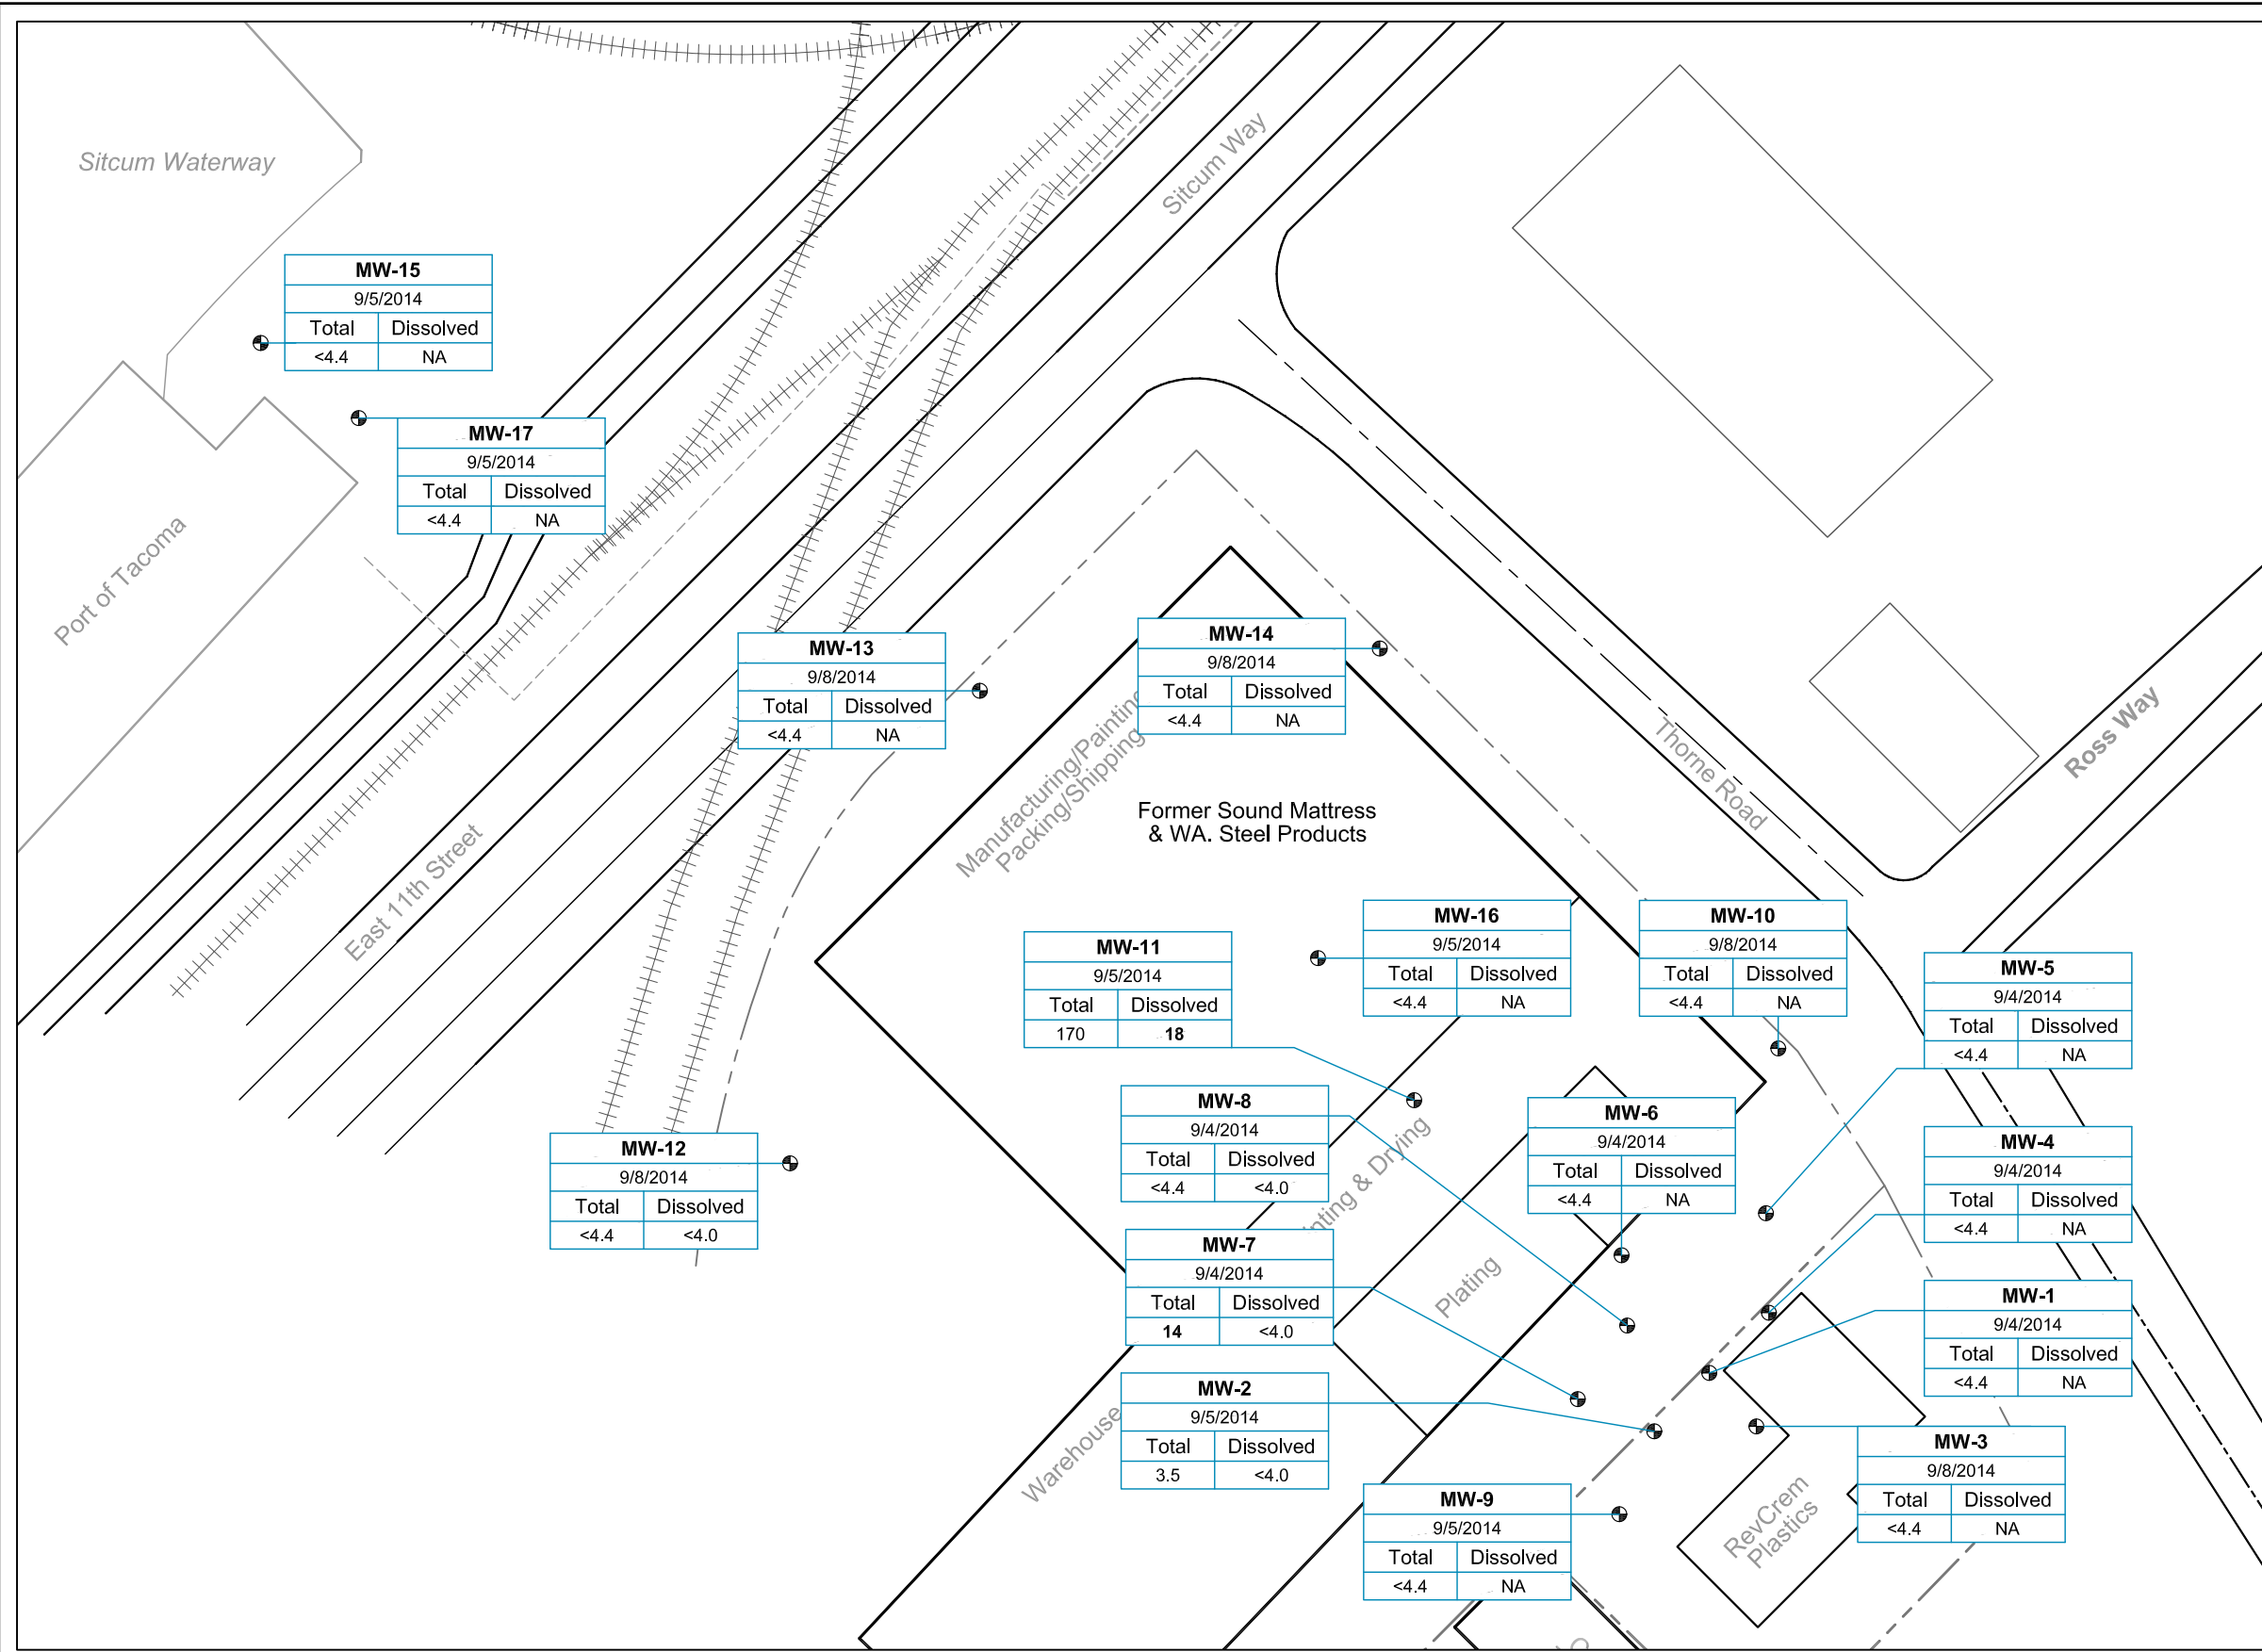 Sitcum Waterway
Sitcum Way
MW-15
9/5/2014
Total Dissolved
<4.4 NA
MW-17
9/5/2014
Total Dissolved
<4.4 NA
Port of Tacoma
East 11th Street
MW-13
9/8/2014
Total Dissolved
<4.4 NA
MW-14
9/8/2014
Total Dissolved
<4.4 NA
Thorne Road
Ross Way
Manufacturing/Painting
Packing/Shipping
Former Sound Mattress
& WA. Steel Products
MW-16
9/5/2014
Total Dissolved
<4.4 NA
MW-10
9/8/2014
Total Dissolved
<4.4 NA
MW-11
9/5/2014
Total Dissolved
170 18
MW-5
9/4/2014
Total Dissolved
<4.4 NA
MW-8
9/4/2014
Total Dissolved
<4.4 <4.0
MW-6
9/4/2014
Total Dissolved
<4.4 NA
MW-4
9/4/2014
Total Dissolved
<4.4 NA
MW-12
9/8/2014
Total Dissolved
<4.4 <4.0
& Drying
MW-7
9/4/2014
Total Dissolved
14 <4.0
Plating
MW-1
9/4/2014
Total Dissolved
<4.4 NA
MW-2
9/5/2014
Total Dissolved
3.5 <4.0
Warehouse
MW-3
9/8/2014
Total Dissolved
<4.4 NA
MW-9
9/5/2014
Total Dissolved
<4.4 NA
RevCrem
Plastics